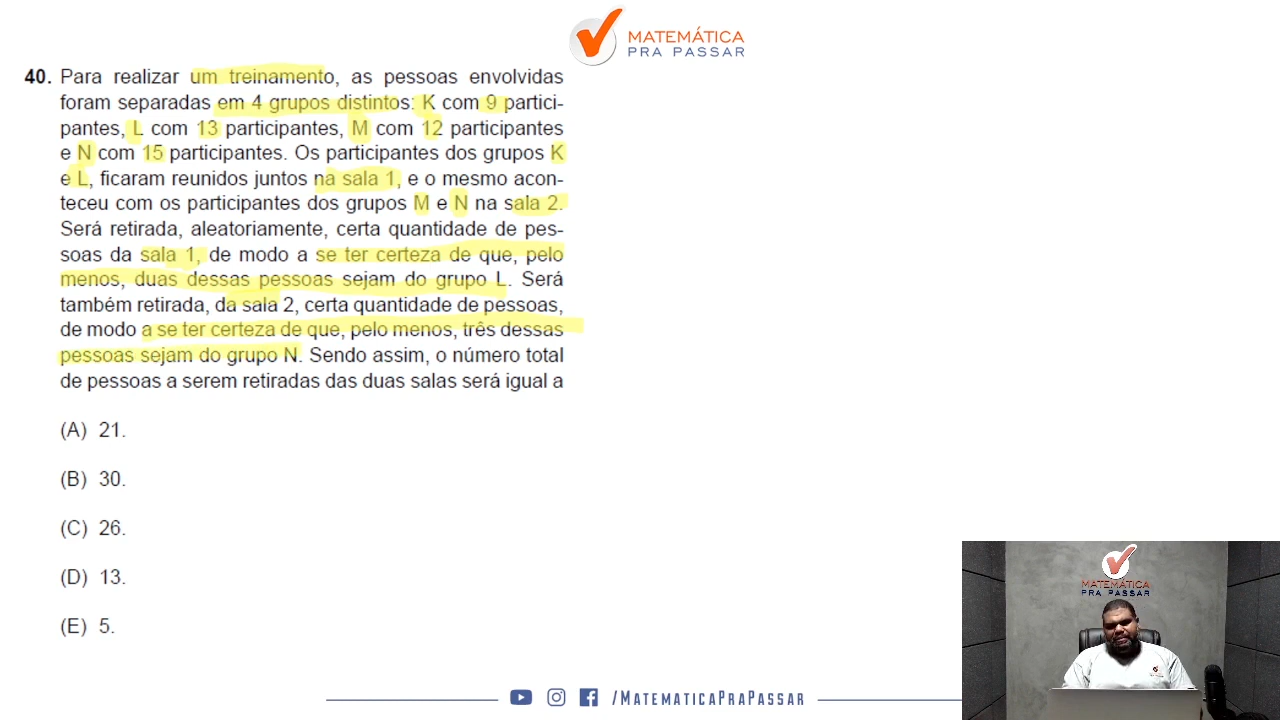 MATEMÁTICA
PRA PASSAR
40. Para realizar um treinamento, as pessoas envolvidas
foram separadas em 4 grupos distintos: K com 9 partici-
pantes, L com 13 participantes, M com 12 participantes
e N com 15 participantes. Os participantes dos grupos K
e L, ficaram reunidos juntos na sala 1, e o mesmo acon-
teceu com os participantes dos grupos M e N na sala 2.
Será retirada, aleatoriamente, certa quantidade de pes-
soas da sala 1, de modo a se ter certeza de que, pelo
menos, duas dessas pessoas sejam do grupo L. Será
também retirada, da sala 2, certa quantidade de pessoas,
de modo a se ter certeza de que, pelo menos, três dessas
pessoas sejam do grupo N. Sendo assim, o número total
de pessoas a serem retiradas das duas salas será igual a
(A) 21.
(B) 30.
(C) 26.
(D) 13.
(E) 5.
MATEMÁTICA
PRA PASSAR
/MATEMATICAPRAPASSAR